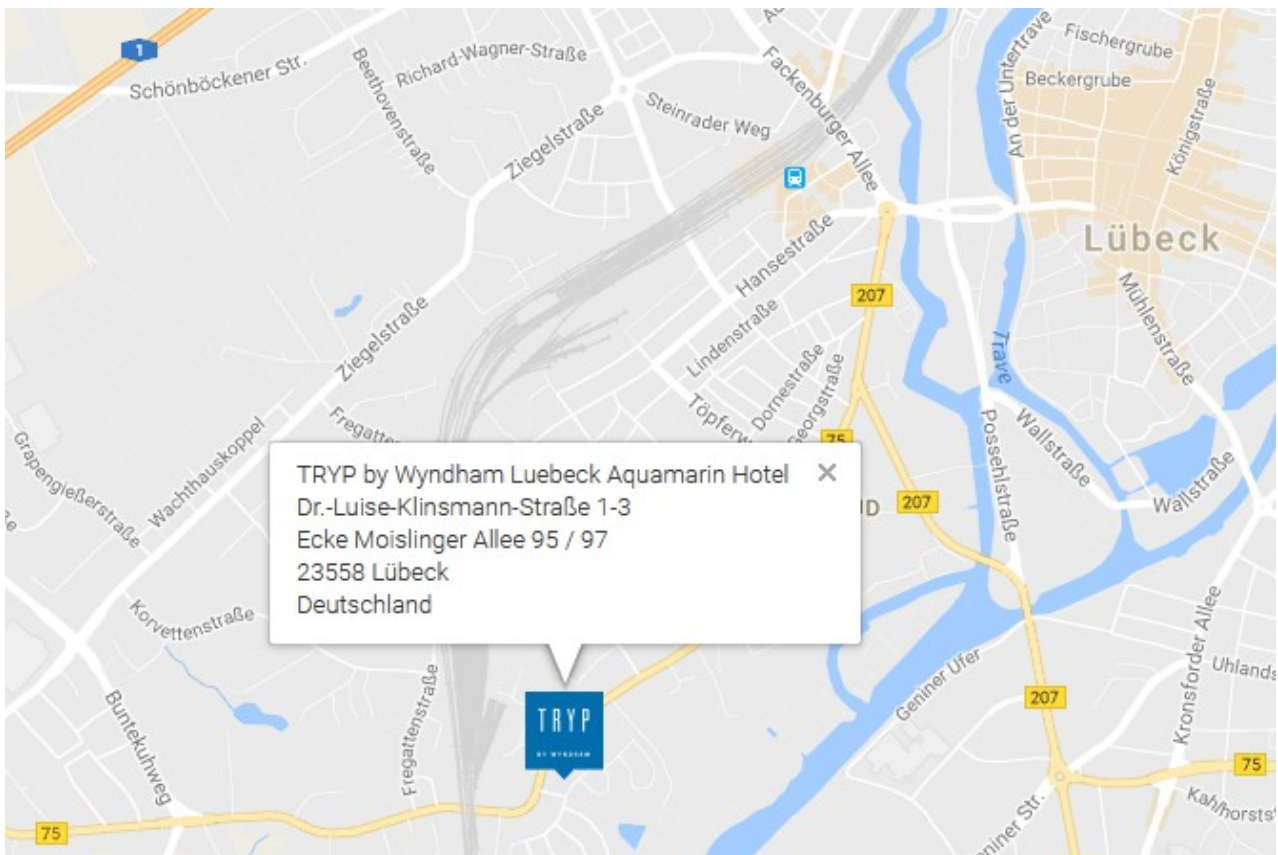 1
Schönböckener Str.
Beethovenstraße
Richard-Wagner-Straße
Ziegelstraße
Steinrader Weg
Fackenburger Allee
An der Untertrave
Fischergrube
Beckergrube
Königstraße
Lübeck
Hansestraße
207
Lindenstraße
Trave
Mühlenstraße
Ziegelstraße
Dornestraße
Georgstraße
75
Possehlstraße
Wallstraße
Wallstraße
Grapengießerstraße
Wachthauskoppel
TRYP by Wyndham Luebeck Aquamarin Hotel
Dr.-Luise-Klinsmann-Straße 1-3
Ecke Moislinger Allee 95 / 97
23558 Lübeck
Deutschland
207
Korvettenstraße
Fregattenstraße
Buntekuhweg
TRYP
BY WYNDHAM
Geniner Ufer
207
Kronsforder Allee
75
75